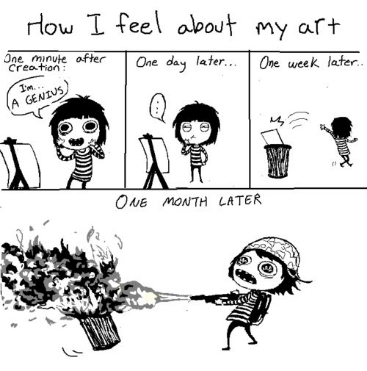 How I feel about my art
One minute after
creation:
I'm...
A GENIUS
One day later...
...
One week later..
ONE MONTH LATER